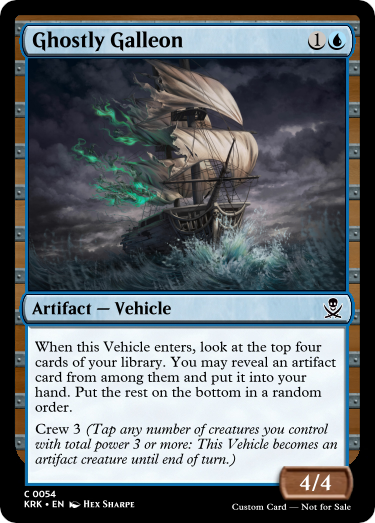 Ghostly Galleon 1
Artifact — Vehicle
When this Vehicle enters, look at the top four
cards of your library. You may reveal an artifact
card from among them and put it into your
hand. Put the rest on the bottom in a random
order.
Crew 3 (Tap any number of creatures you control
with total power 3 or more: This Vehicle becomes an
artifact creature until end of turn.)
4/4
C 0054
KRK • EN Hex Sharpe
Custom Card — Not for Sale